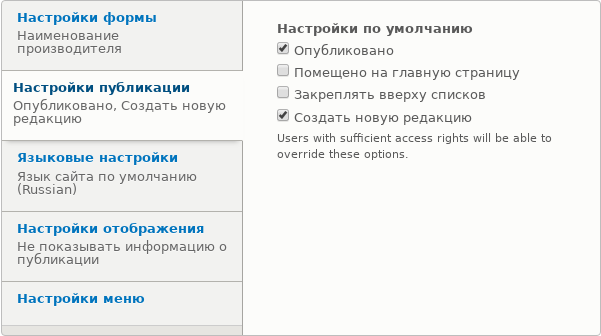 Настройки формы
Наименование
производителя
Настройки публикации
Опубликовано, Создать новую
редакцию
Языковые настройки
Язык сайта по умолчанию
(Russian)
Настройки отображения
Не показывать информацию о
публикации
Настройки меню
Настройки по умолчанию
Опубликовано
Помещено на главную страницу
Закреплять вверху списков
Создать новую редакцию
Users with sufficient access rights will be able to
override these options.